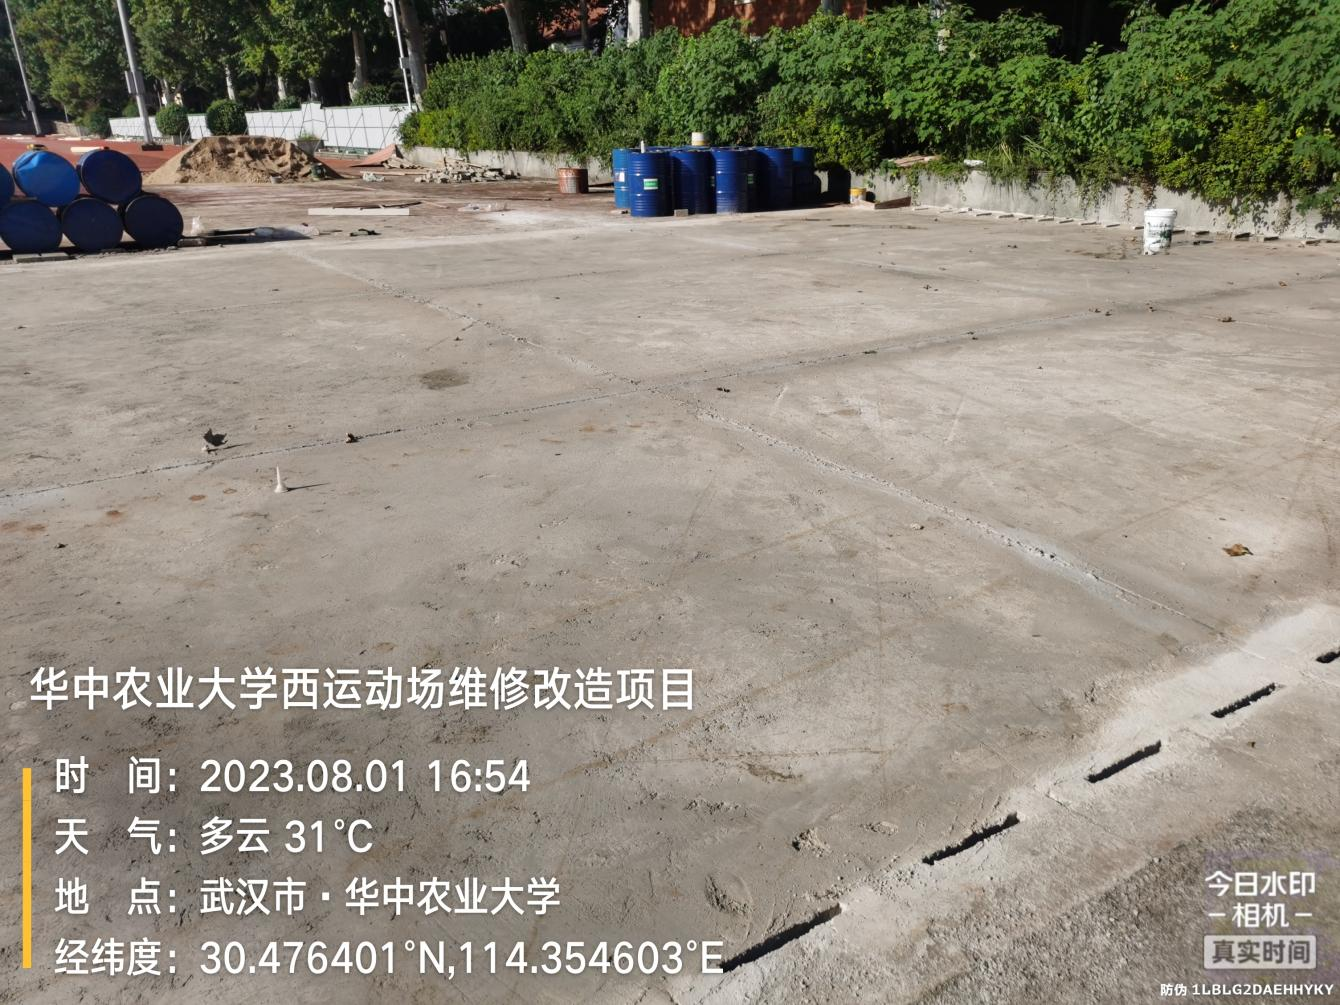 华中农业大学西运动场维修改造项目
时 间：2023.08.01 16:54
天 气：多云 31℃
地 点：武汉市·华中农业大学
经纬度：30.476401°N,114.354603°E
今日水印
-相机-
真实时间
防伪 1LBLG2DAEHHYKY